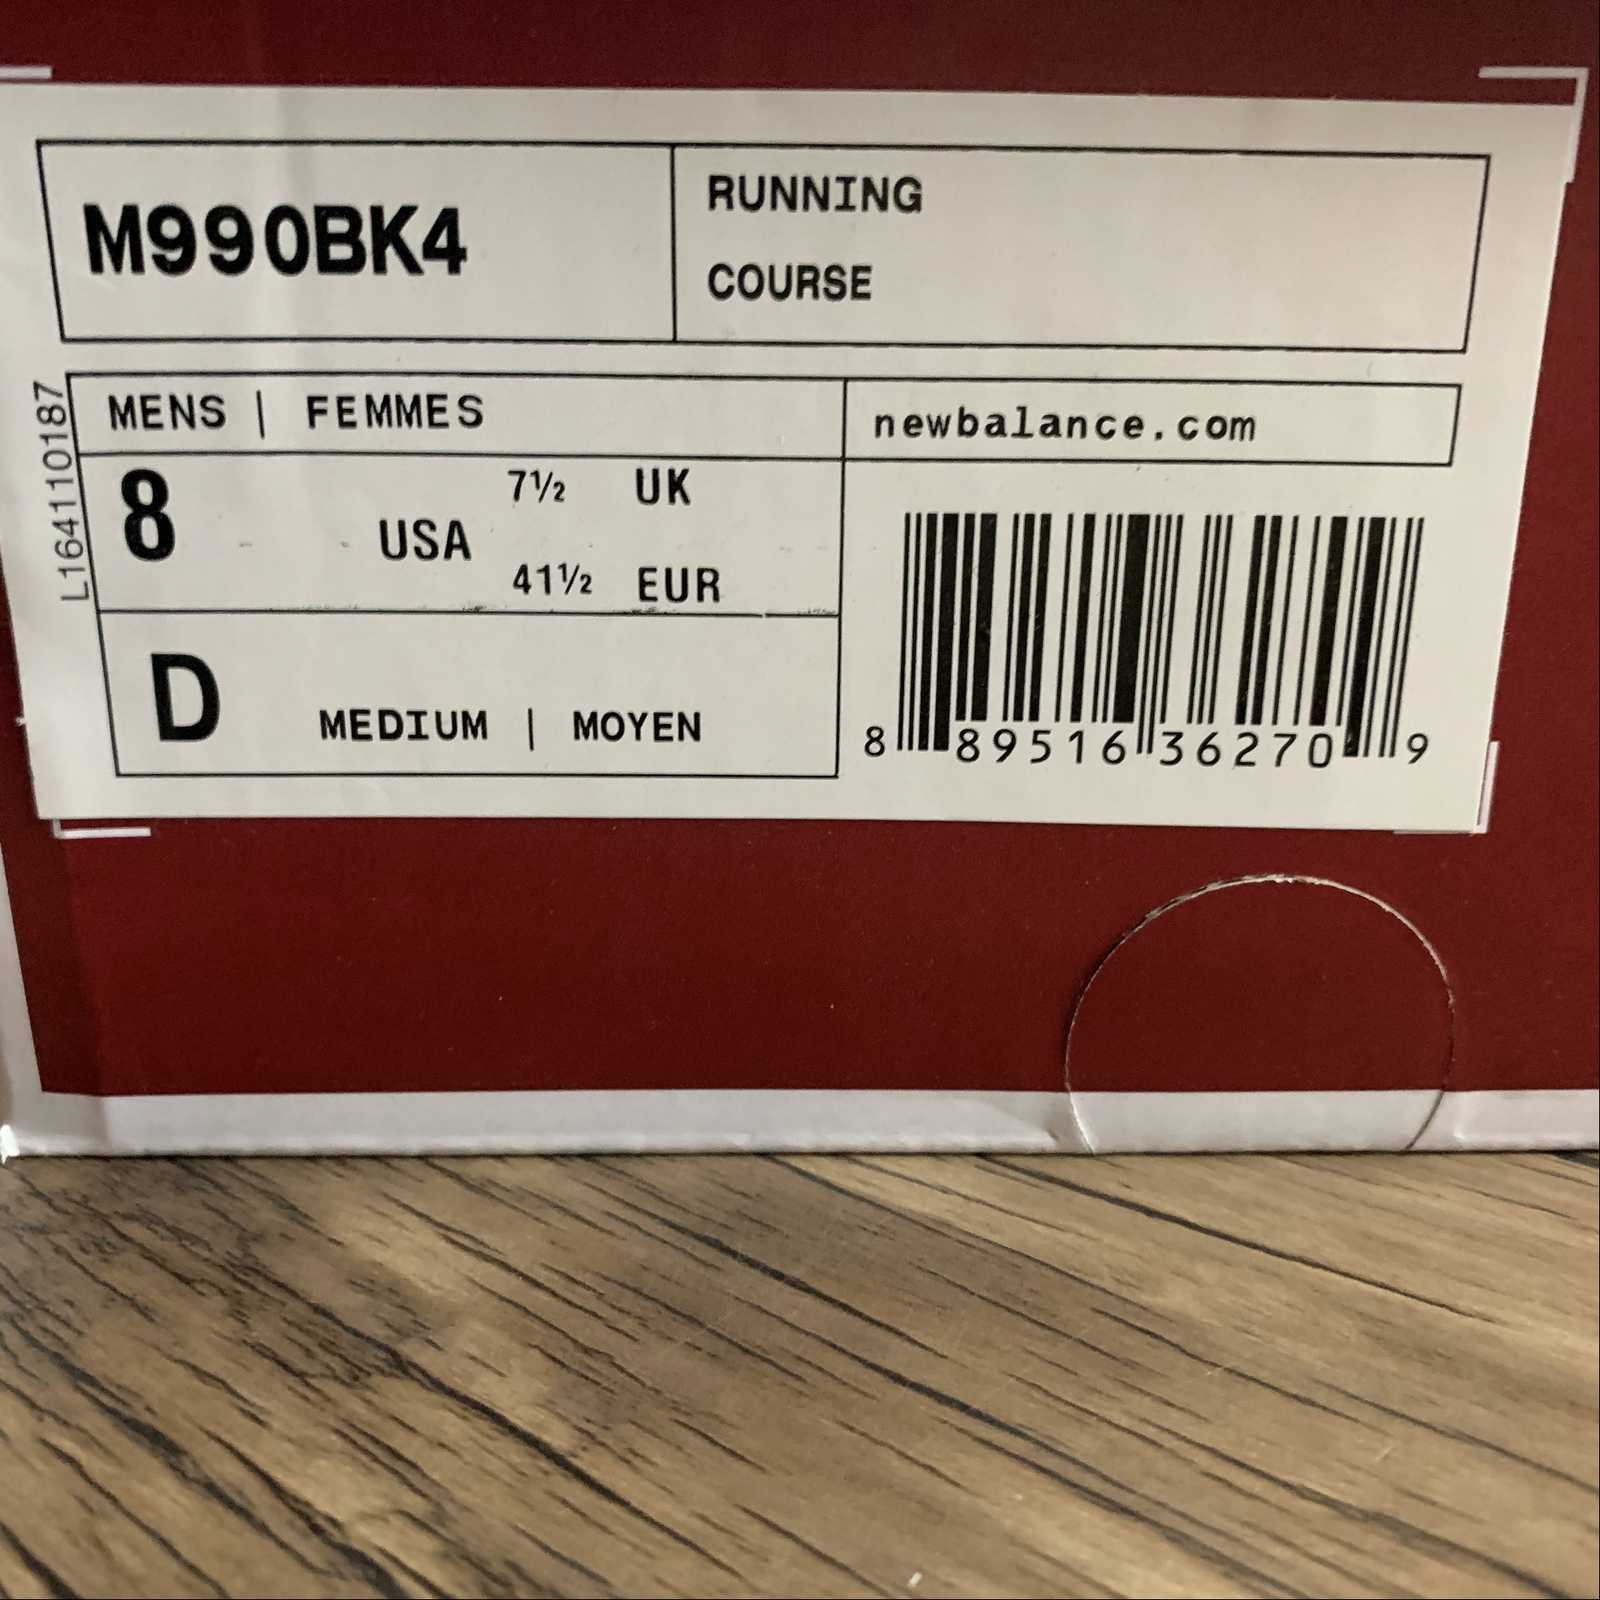 M990BK4
RUNNING
COURSE
L164110187
MENS | FEMMES
8 USA
7½ UK
41½ EUR
D MEDIUM | MOYEN
newbalance.com
8 89516 36270 9